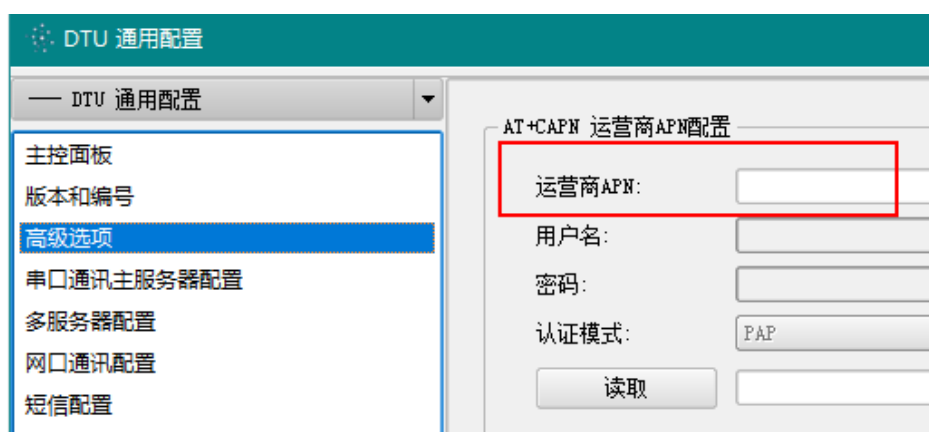 DTU 通用配置
—— DTU 通用配置
主控面板
版本和编号
高级选项
串口通讯主服务器配置
多服务器配置
网口通讯配置
短信配置
AT+CAPN 运营商APN配置
运营商APN:
用户名:
密码:
认证模式: PAP
读取